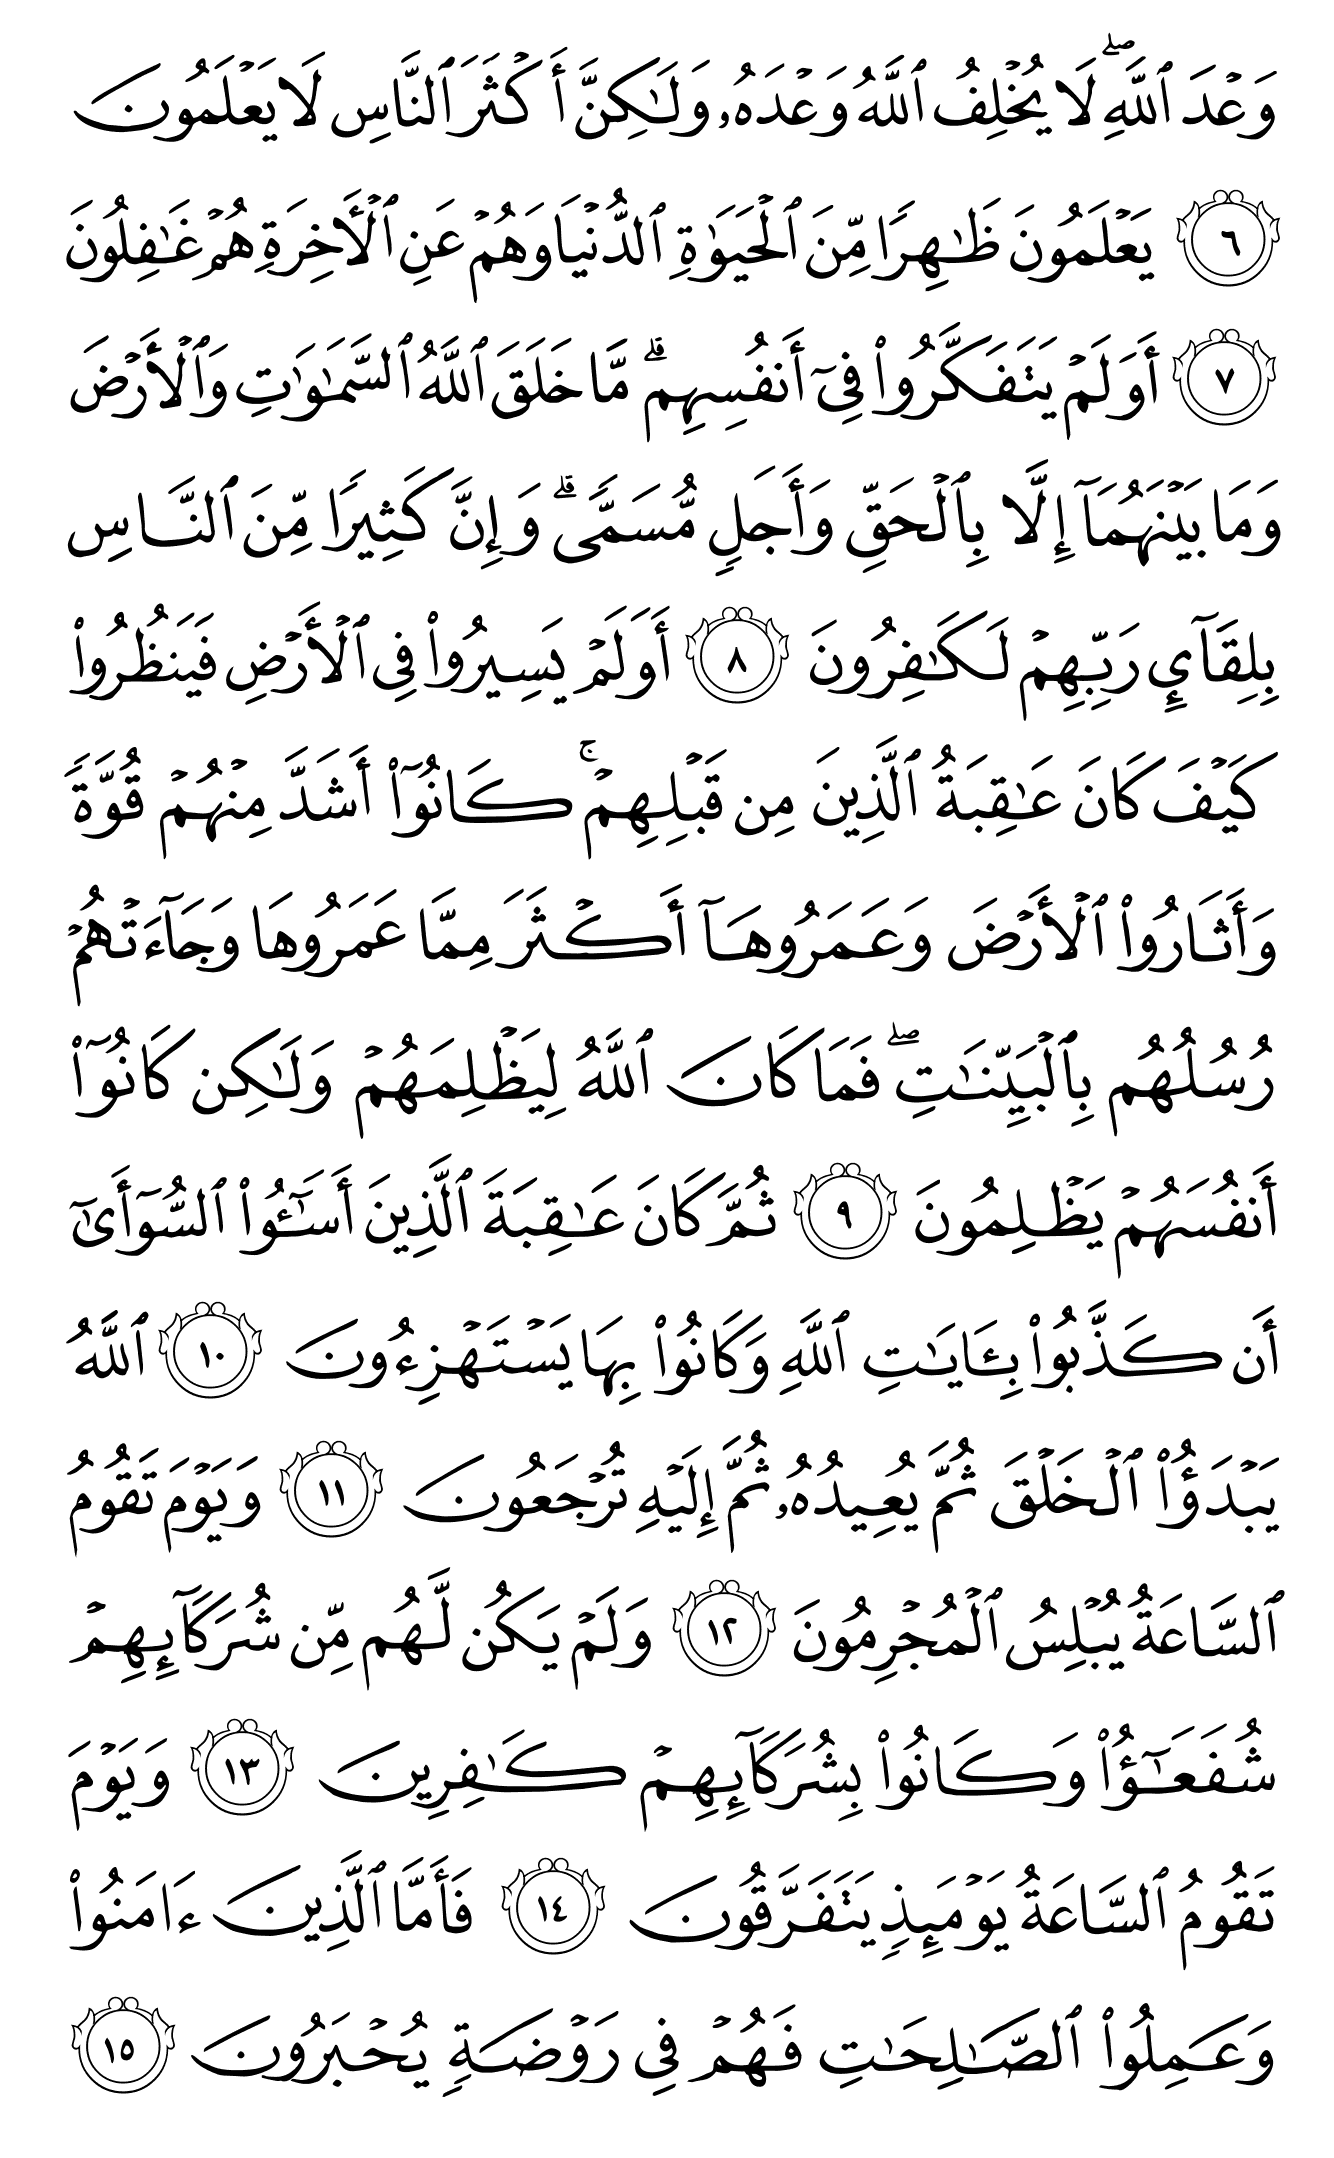 وَعۡدَ ٱللَّهِۖ لَا يُخۡلِفُ ٱللَّهُ وَعۡدَهُۥ وَلَٰكِنَّ أَكۡثَرَ ٱلنَّاسِ لَا يَعۡلَمُونَ
٦ يَعۡلَمُونَ ظَٰهِرٗا مِّنَ ٱلۡحَيَوٰةِ ٱلدُّنۡيَا وَهُمۡ عَنِ ٱلۡأٓخِرَةِ هُمۡ غَٰفِلُونَ
٧ أَوَلَمۡ يَتَفَكَّرُواْ فِيٓ أَنفُسِهِمۗ مَّا خَلَقَ ٱللَّهُ ٱلسَّمَٰوَٰتِ وَٱلۡأَرۡضَ
وَمَا بَيۡنَهُمَآ إِلَّا بِٱلۡحَقِّ وَأَجَلٖ مُّسَمّٗىۗ وَإِنَّ كَثِيرٗا مِّنَ ٱلنَّاسِ
بِلِقَآيِٕ رَبِّهِمۡ لَكَٰفِرُونَ ٨ أَوَلَمۡ يَسِيرُواْ فِي ٱلۡأَرۡضِ فَيَنظُرُواْ
كَيۡفَ كَانَ عَٰقِبَةُ ٱلَّذِينَ مِن قَبۡلِهِمۡۚ كَانُوٓاْ أَشَدَّ مِنۡهُمۡ قُوَّةٗ
وَأَثَارُواْ ٱلۡأَرۡضَ وَعَمَرُوهَآ أَكۡثَرَ مِمَّا عَمَرُوهَا وَجَآءَتۡهُمۡ
رُسُلُهُم بِٱلۡبَيِّنَٰتِۖ فَمَا كَانَ ٱللَّهُ لِيَظۡلِمَهُمۡ وَلَٰكِن كَانُوٓاْ
أَنفُسَهُمۡ يَظۡلِمُونَ ٩ ثُمَّ كَانَ عَٰقِبَةَ ٱلَّذِينَ أَسَٰٓـُٔواْ ٱلسُّوٓأَىٰٓ
أَن كَذَّبُواْ بِـَٔايَٰتِ ٱللَّهِ وَكَانُواْ بِهَا يَسۡتَهۡزِءُونَ ١٠ ٱللَّهُ
يَبۡدَؤُاْ ٱلۡخَلۡقَ ثُمَّ يُعِيدُهُۥ ثُمَّ إِلَيۡهِ تُرۡجَعُونَ ١١ وَيَوۡمَ تَقُومُ
ٱلسَّاعَةُ يُبۡلِسُ ٱلۡمُجۡرِمُونَ ١٢ وَلَمۡ يَكُن لَّهُم مِّن شُرَكَآئِهِمۡ
شُفَعَٰٓؤُاْ وَكَانُواْ بِشُرَكَآئِهِمۡ كَٰفِرِينَ ١٣ وَيَوۡمَ
تَقُومُ ٱلسَّاعَةُ يَوۡمَئِذٖ يَتَفَرَّقُونَ ١٤ فَأَمَّا ٱلَّذِينَ ءَامَنُواْ
وَعَمِلُواْ ٱلصَّٰلِحَٰتِ فَهُمۡ فِي رَوۡضَةٖ يُحۡبَرُونَ ١٥